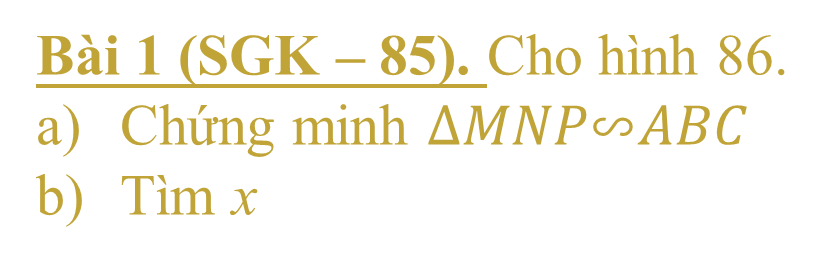 Bài 1 (SGK – 85). Cho hình 86.
a) Chứng minh ΔMNP∽ABC
b) Tìm x